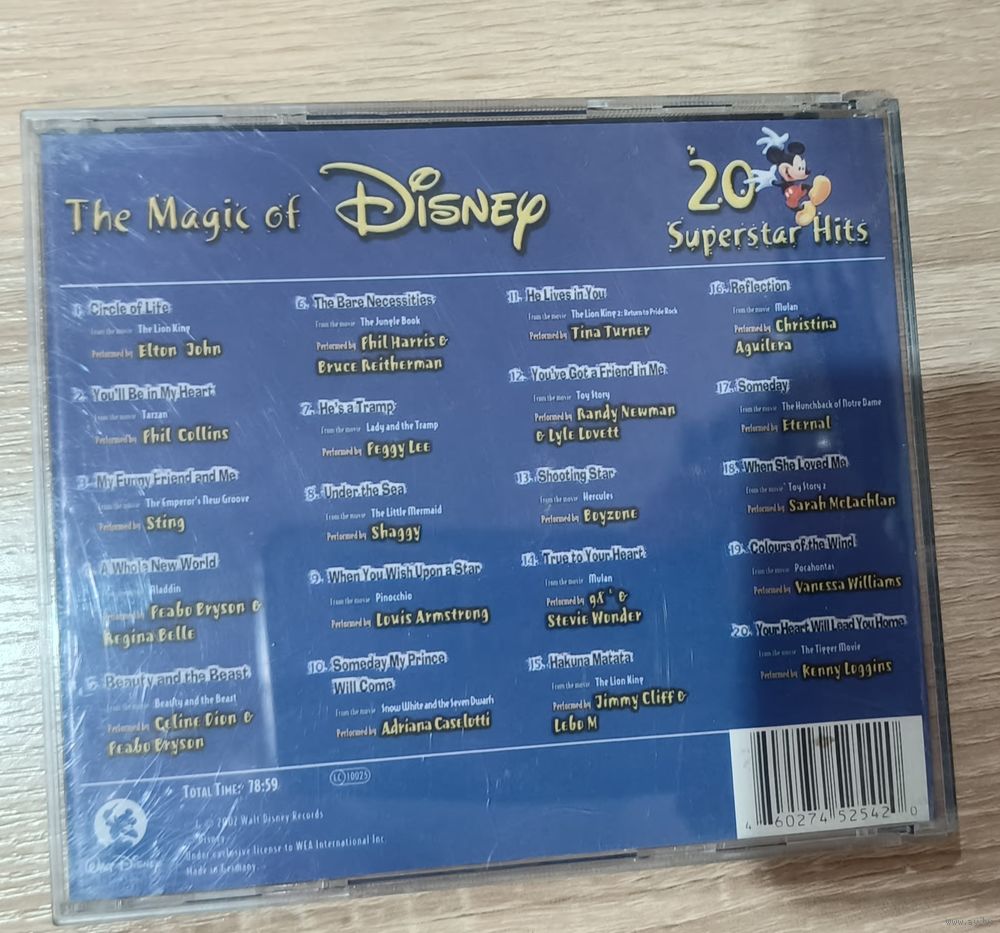 The Magic of Disney
20
Superstar Hits
1. Circle of Life
From the movie The Lion King
Performed by Elton John
2. You'll Be in My Heart
From the movie Tarzan
Performed by Phil Collins
3. My Funny Friend and Me
From the movie The Emperor's New Groove
Performed by Sting
A Whole New World
Aladdin
Performed by Peabo Bryson &
Regina Belle
5. Beauty and the Beast
From the movie Beauty and the Beast
Performed by Celine Dion &
Peabo Bryson
6. The Bare Necessities
From the movie The Jungle Book
Performed by Phil Harris &
Bruce Reitherman
7. He's a Tramp
From the movie Lady and the Tramp
Performed by Peggy Lee
8. Under the Sea
From the movie The Little Mermaid
Performed by Shaggy
9. When You Wish Upon a Star
From the movie Pinocchio
Performed by Louis Armstrong
10. Someday My Prince
Will Come
From the movie Snow White and the Seven Dwarfs
Performed by Adriana Caselotti
11. He Lives in You
From the movie The Lion King 2: Return to Pride Rock
Performed by Tina Turner
12. You've Got a Friend in Me
From the movie Toy Story
Performed by Randy Newman
& Lyle Lovett
13. Shooting Star
From the movie Hercules
Performed by Boyzone
14. True to Your Heart
From the movie Mulan
Performed by 98° &
Stevie Wonder
15. Hakuna Matata
From the movie The Lion King
Performed by Jimmy Cliff &
Lebo M
16. Reflection
From the movie Mulan
Performed by Christina
Aguilera
17. Someday
From the movie The Hunchback of Notre Dame
Performed by Eternal
18. When She Loved Me
From the movie Toy Story 2
Performed by Sarah McLachlan
19. Colours of the Wind
From the movie Pocahontas
Performed by Vanessa Williams
20. Your Heart Will Lead You Home
From the movie The Tigger Movie
Performed by Kenny Loggins
Total Time: 78:59
LC 10025
© 2002 Walt Disney Records
Disney
Under exclusive license to WEA International Inc.
Made in Germany.
Walt Disney
4 60274 52542 0